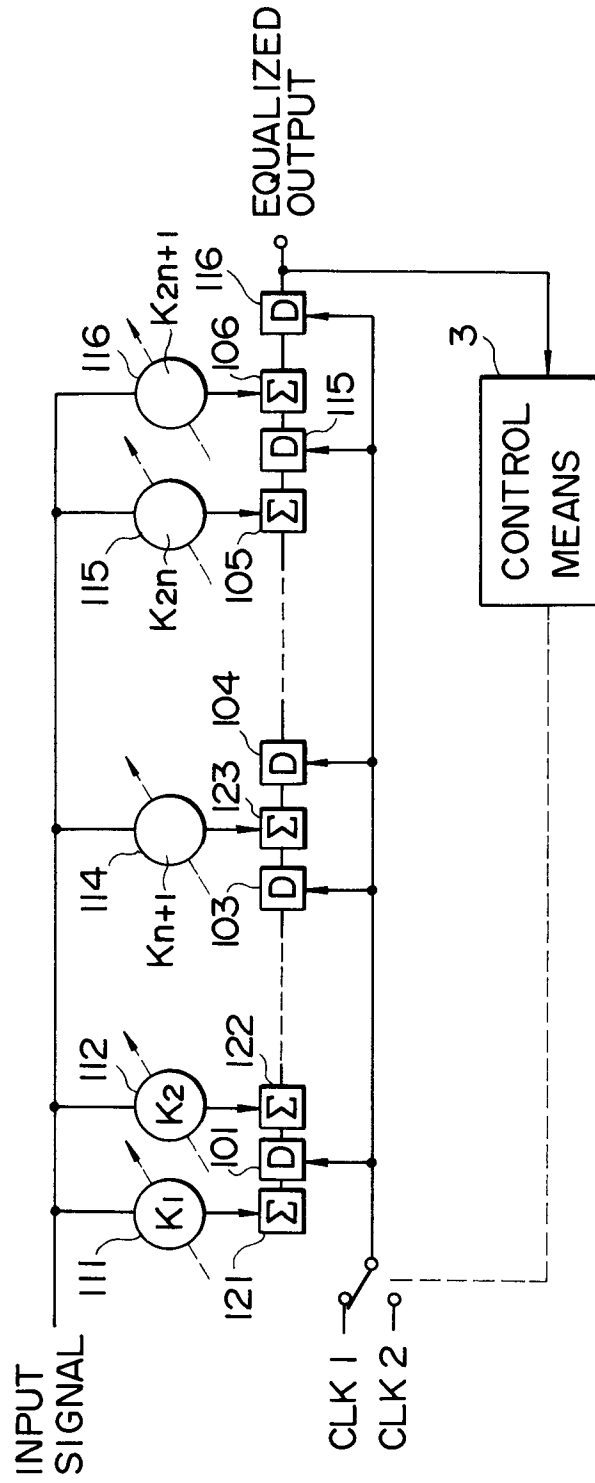 INPUT
SIGNAL
111
K1
112
K2
114
Kn+1
115
K2n
116
K2n+1
121
Σ
101
D
122
Σ
103
D
123
Σ
104
D
105
Σ
115
D
106
Σ
116
D
EQUALIZED
OUTPUT
CLK 1
CLK 2
3
CONTROL
MEANS